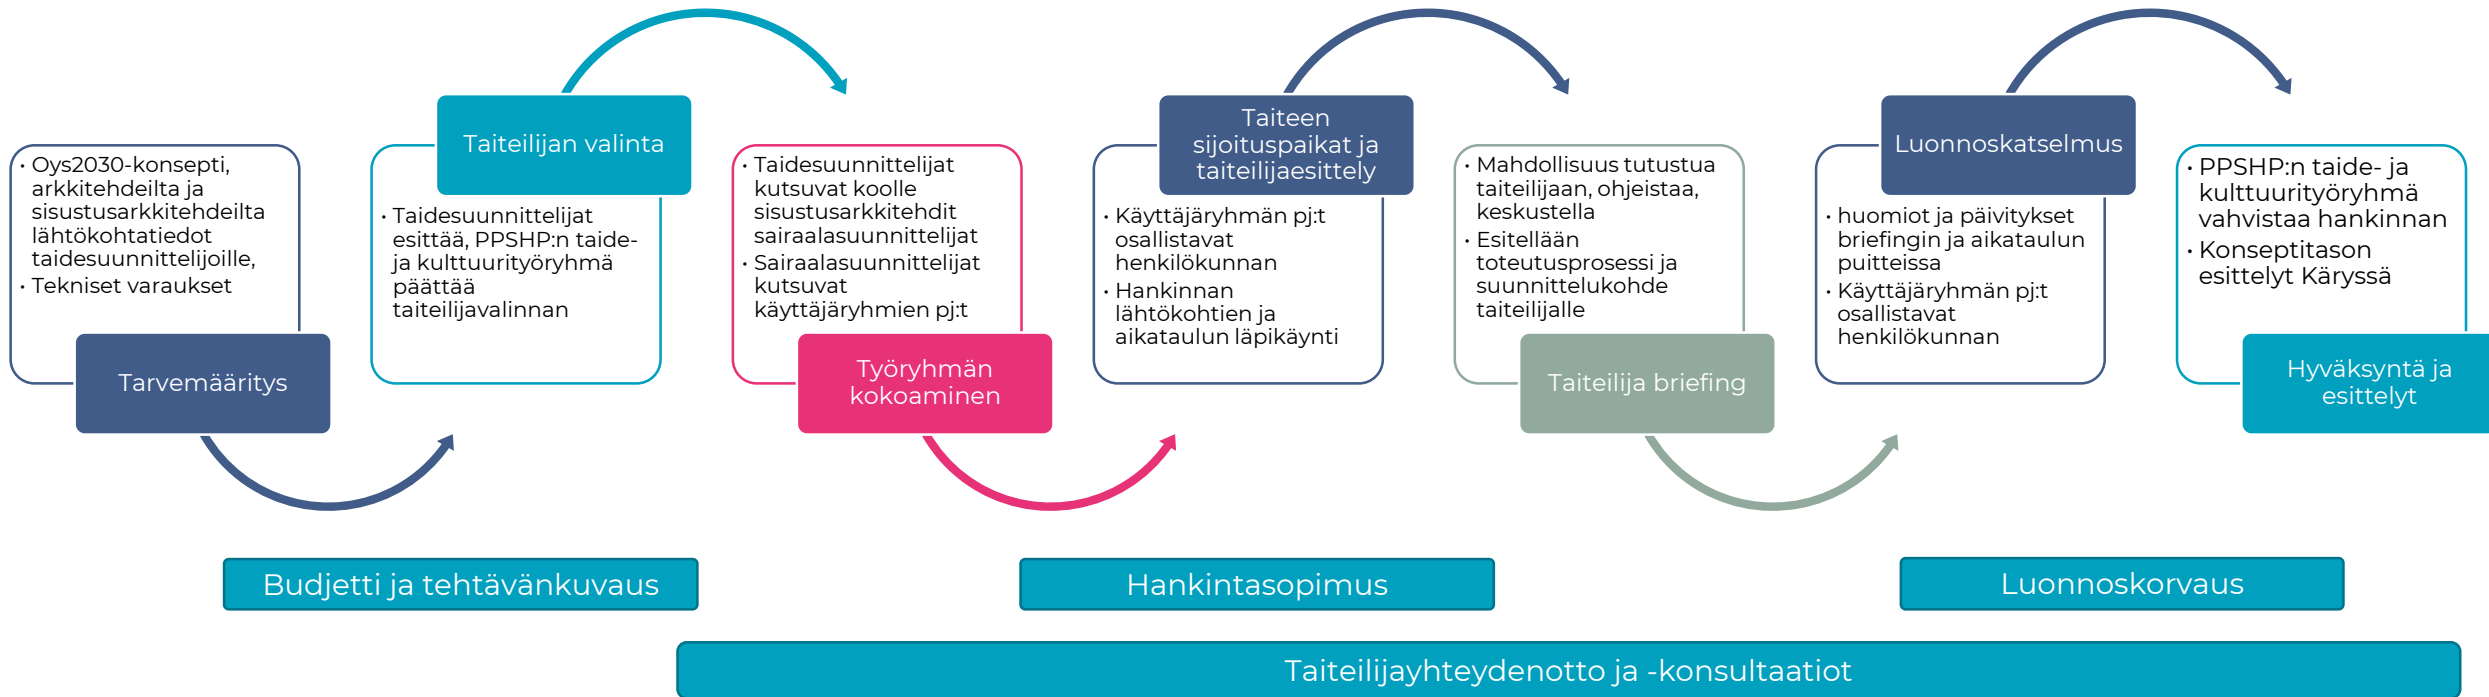 · Oys2030-konsepti,
arkkitehdeilta ja
sisustusarkkitehdeilta
lähtökohtatiedot
taidesuunnittelijoille,
· Tekniset varaukset
Tarvemääritys
Taiteilijan valinta
· Taidesuunnittelijat
esittää, PPSHP:n taide-
ja kulttuurityöryhmä
päättää
taiteilijavalinnan
· Taidesuunnittelijat
kutsuvat koolle
sisustusarkkitehdit
sairaalasuunnittelijat
· Sairaalasuunnittelijat
kutsuvat
käyttäjäryhmien pj:t
Työryhmän
kokoaminen
Taiteen
sijoituspaikat ja
taiteilijaesittely
· Käyttäjäryhmän pj:t
osallistavat
henkilökunnan
· Hankinnan
lähtökohtien ja
aikataulun läpikäynti
· Mahdollisuus tutustua
taiteilijaan, ohjeistaa,
keskustella
· Esitellään
toteutusprosessi ja
suunnittelukohde
taiteilijalle
Taiteilija briefing
Luonnoskatselmus
· huomiot ja päivitykset
briefingin ja aikataulun
puitteissa
· Käyttäjäryhmän pj:t
osallistavat
henkilökunnan
· PPSHP:n taide- ja
kulttuurityöryhmä
vahvistaa hankinnan
· Konseptitason
esittelyt Käryssä
Hyväksyntä ja
esittelyt
Budjetti ja tehtävänkuvaus
Hankintasopimus
Luonnoskorvaus
Taiteilijayhteydenotto ja -konsultaatiot